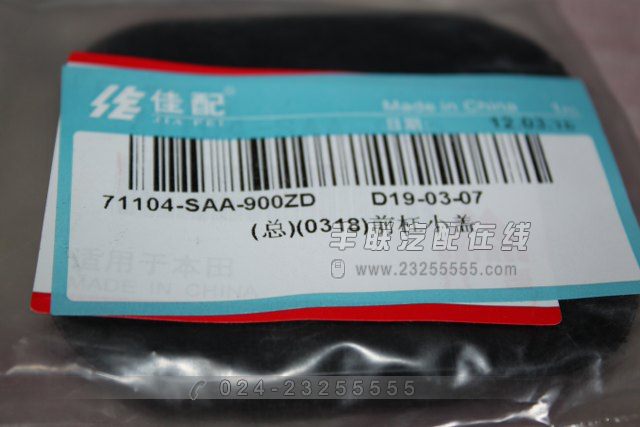 佳配®
JIA PEI
Made in China
日期: 12.03.16
71104-SAA-900ZD D19-03-07
(总)(0318)前杠小盖
车联汽配在线
www.23255555.com
适用于本田
MADE IN CHINA
024-23255555